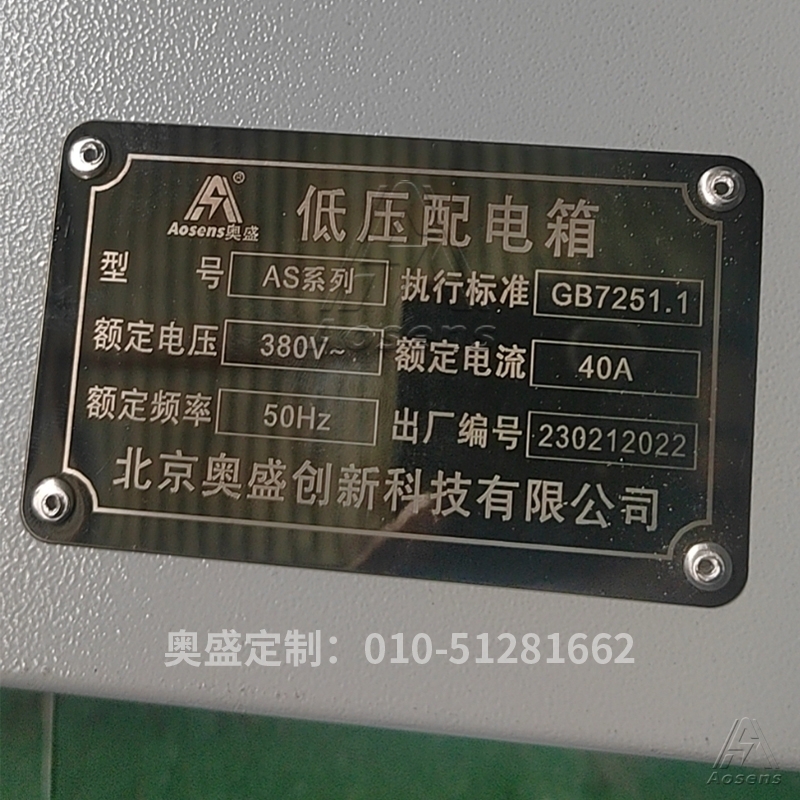 Aosens奥盛 ®
低压配电箱
型号 AS系列 执行标准 GB7251.1
额定电压 380V~ 额定电流 40A
额定频率 50Hz 出厂编号 230212022
北京奥盛创新科技有限公司
Aosens
奥盛定制：010-51281662
Aosens